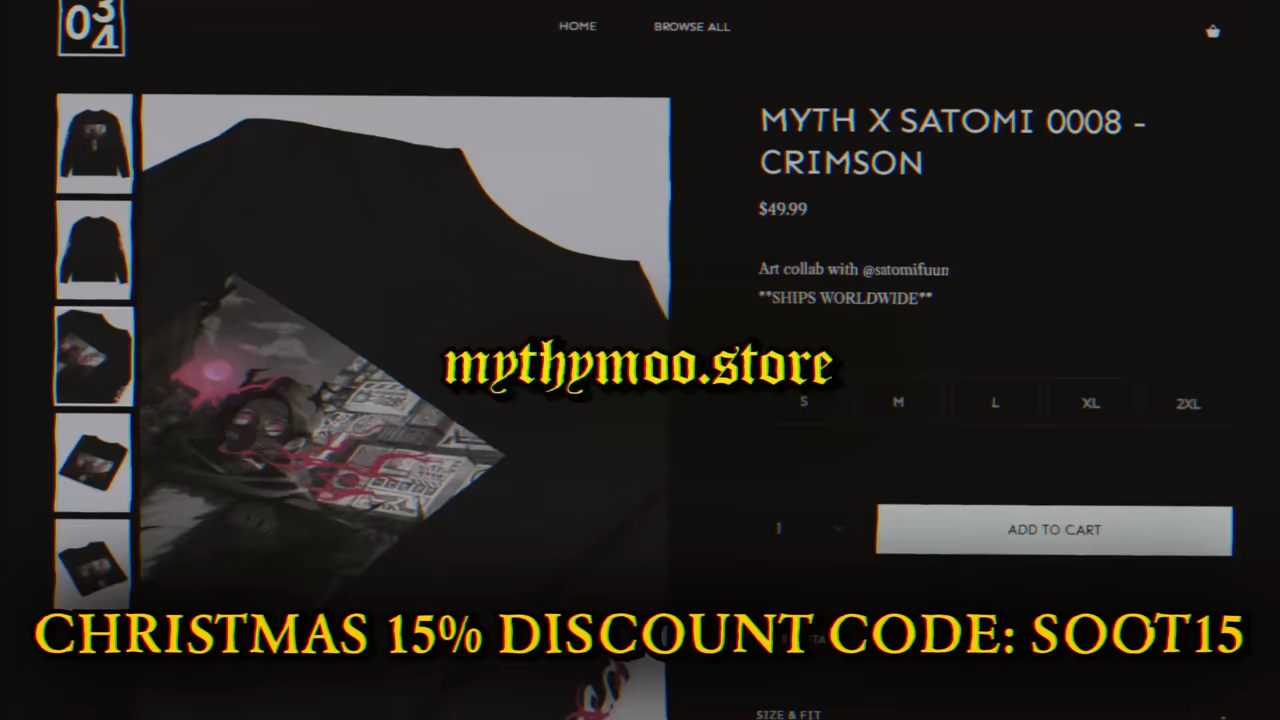 034
HOME
BROWSE ALL
MYTH X SATOMI 0008 -
CRIMSON
$49.99
Art collab with @satomifuun
**SHIPS WORLDWIDE**
mythymoo.store
S
M
L
XL
2XL
1
ADD TO CART
CHRISTMAS 15% DISCOUNT CODE: SOOT15
SIZE & FIT